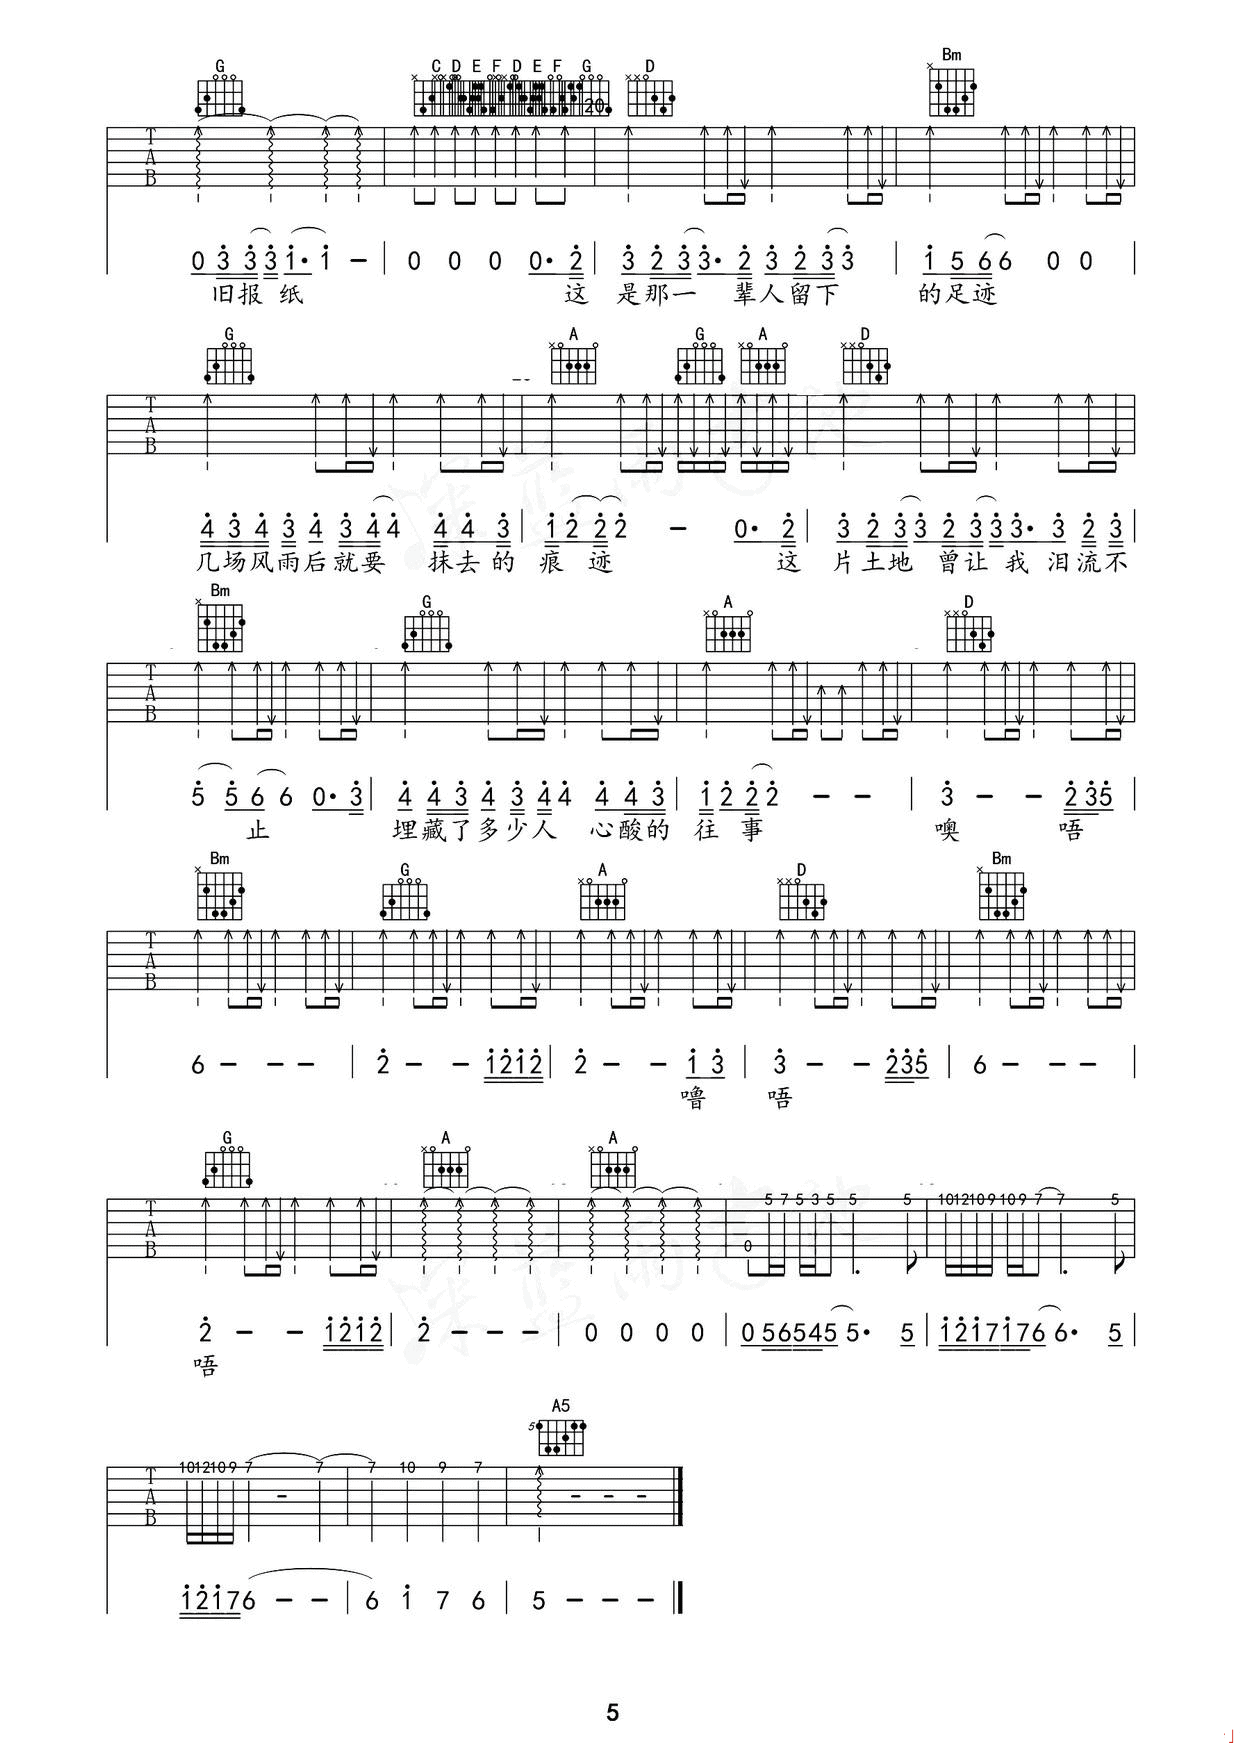 G C D E F D E F G D Bm
20
T A B
0 3 3 3 1· 1 — 0 0 0 0· 2 3 2 3 3· 2 3 2 3 3 1 5 6 6 0 0
旧报 纸 这 是那一 辈人留下 的足迹
G A G A D
T A B
4 3 4 3 4 3 4 4 4 4 3 1 2 2 2 — 0· 2 3 2 3 3 2 3 3 3· 3 2 3
几场风雨后就要 抹去的 痕迹 这 片土地 曾让 我 泪流不
Bm G A D
T A B
5 5 6 6 0· 3 4 4 3 4 3 4 4 4 4 3 1 2 2 2 — — 3 — — 2 3 5
止 埋藏了多少人 心酸的 往事 噢 唔
Bm G A D Bm
T A B
6 — — — 2 — — 1 2 1 2 2 — — 1 3 3 — — 2 3 5 6 — — —
噜 唔
G A A
5 7 5 3 5 5 5 10 12 10 9 10 9 7 7 5
T A B
0
2 — — 1 2 1 2 2 — — — 0 0 0 0 0 5 6 5 4 5 5· 5 1 2 1 7 1 7 6 6· 5
唔
A5
5
10 12 10 9 7 - 7 7 10 9 7 - - -
T A B
1 2 1 7 6 — — 6 1 7 6 5 — — —
5